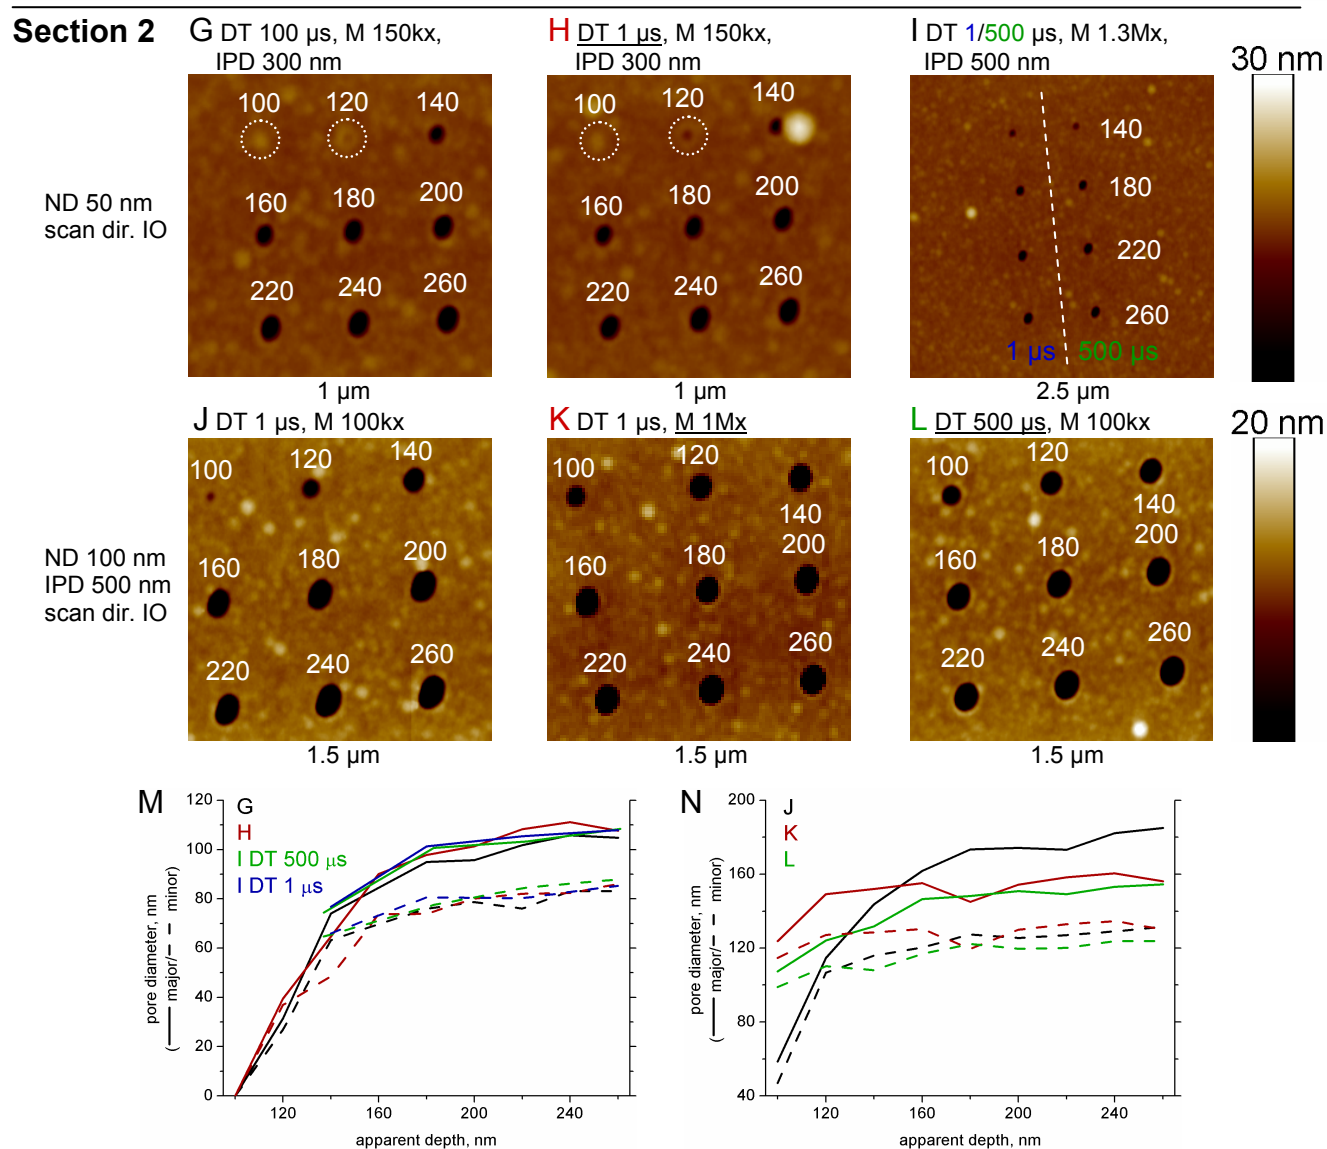 Section 2
G DT 100 µs, M 150kx,
IPD 300 nm
H DT 1 µs, M 150kx,
IPD 300 nm
I DT 1/500 µs, M 1.3Mx,
IPD 500 nm
30 nm
ND 50 nm
scan dir. IO
100 120 140
160 180 200
220 240 260
1 µm
100 120 140
160 180 200
220 240 260
1 µm
140
180
220
260
1 µs 500 µs
2.5 µm
J DT 1 µs, M 100kx
K DT 1 µs, M 1Mx
L DT 500 µs, M 100kx
20 nm
ND 100 nm
IPD 500 nm
scan dir. IO
100 120 140
160 180 200
220 240 260
1.5 µm
100 120 140
160 180 200
220 240 260
1.5 µm
100 120 140
160 180 200
220 240 260
1.5 µm
M
G
H
I DT 500 µs
I DT 1 µs
pore diameter, nm
(— major/– – minor)
120
100
80
60
40
20
0
120 160 200 240
apparent depth, nm
N
J
K
L
pore diameter, nm
(— major/– – minor)
200
160
120
80
40
120 160 200 240
apparent depth, nm